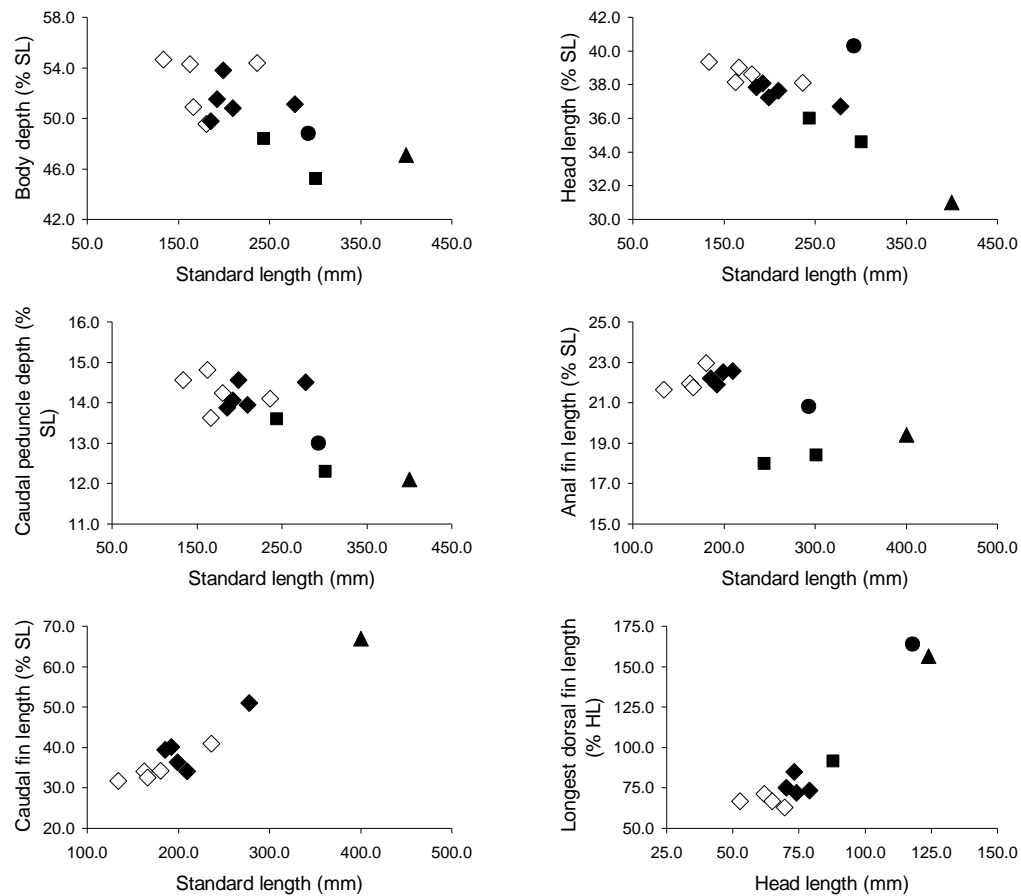 Body depth (% SL)
58.0
54.0
50.0
46.0
42.0
50.0 150.0 250.0 350.0 450.0
Standard length (mm)
Head length (% SL)
42.0
40.0
38.0
36.0
34.0
32.0
30.0
50.0 150.0 250.0 350.0 450.0
Standard length (mm)
Caudal peduncle depth (%
SL)
16.0
15.0
14.0
13.0
12.0
11.0
50.0 150.0 250.0 350.0 450.0
Standard length (mm)
Anal fin length (% SL)
25.0
23.0
21.0
19.0
17.0
15.0
100.0 200.0 300.0 400.0 500.0
Standard length (mm)
Caudal fin length (% SL)
70.0
60.0
50.0
40.0
30.0
20.0
100.0 200.0 300.0 400.0 500.0
Standard length (mm)
Longest dorsal fin length
(% HL)
175.0
150.0
125.0
100.0
75.0
50.0
25.0 50.0 75.0 100.0 125.0 150.0
Head length (mm)